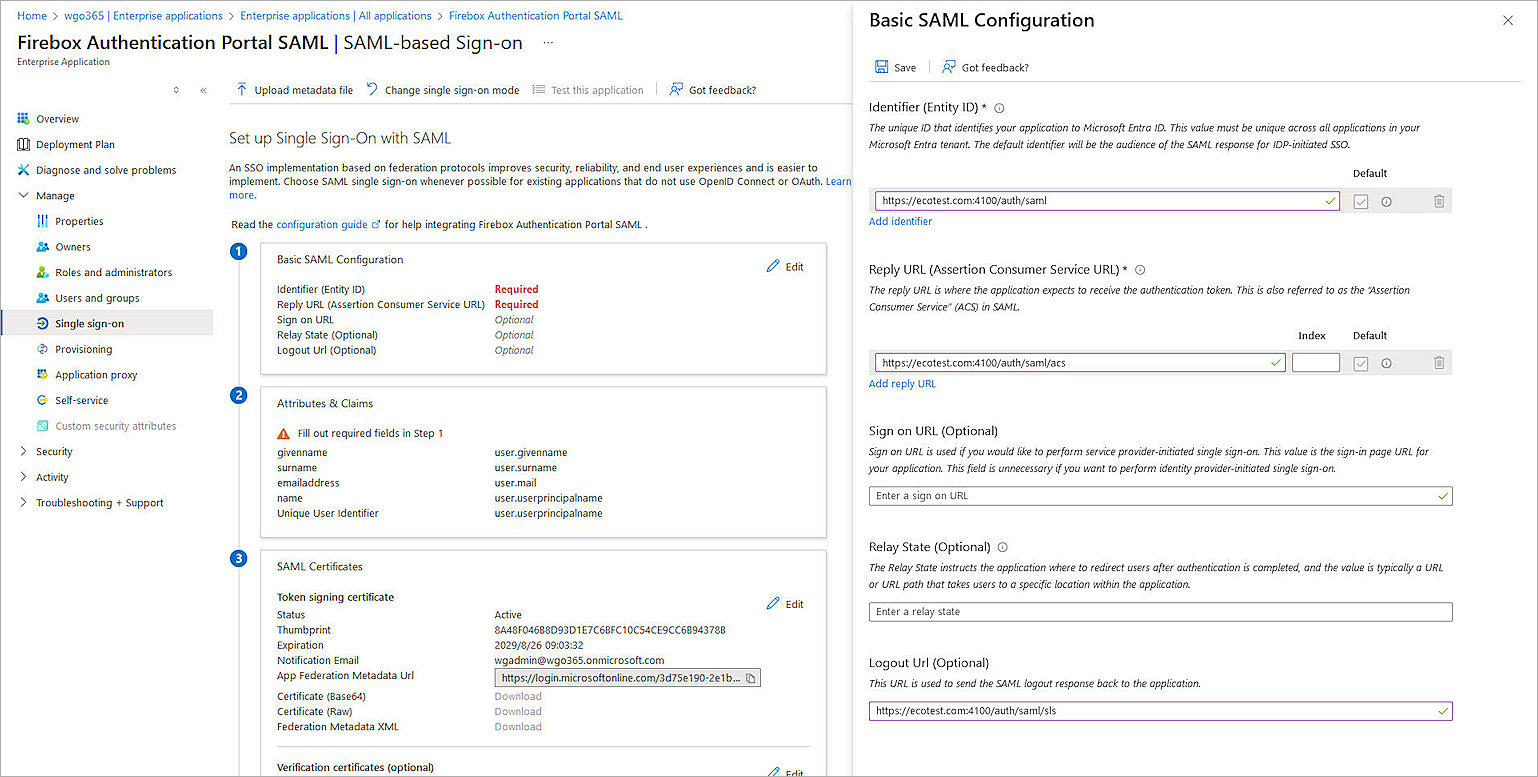 Home > wgo365 | Enterprise applications > Enterprise applications | All applications > Firebox Authentication Portal SAML
Firebox Authentication Portal SAML | SAML-based Sign-on ...
Enterprise Application
Overview
Deployment Plan
Diagnose and solve problems
Manage
Properties
Owners
Roles and administrators
Users and groups
Single sign-on
Provisioning
Application proxy
Self-service
Custom security attributes
Security
Activity
Troubleshooting + Support
Upload metadata file Change single sign-on mode Test this application Got feedback?
Set up Single Sign-On with SAML
An SSO implementation based on federation protocols improves security, reliability, and end user experiences and is easier to
implement. Choose SAML single sign-on whenever possible for existing applications that do not use OpenID Connect or OAuth. Learn
more.
Read the configuration guide for help integrating Firebox Authentication Portal SAML .
1
Basic SAML Configuration Edit
Identifier (Entity ID) Required
Reply URL (Assertion Consumer Service URL) Required
Sign on URL Optional
Relay State (Optional) Optional
Logout Url (Optional) Optional
2
Attributes & Claims
Fill out required fields in Step 1
givenname user.givenname
surname user.surname
emailaddress user.mail
name user.userprincipalname
Unique User Identifier user.userprincipalname
3
SAML Certificates
Token signing certificate Edit
Status Active
Thumbprint 8A48F046B8D93D1E7C6BFC10C54CE9CC6B94378B
Expiration 2029/8/26 09:03:32
Notification Email wgadmin@wgo365.onmicrosoft.com
App Federation Metadata Url https://login.microsoftonline.com/3d75e190-2e1b...
Certificate (Base64) Download
Certificate (Raw) Download
Federation Metadata XML Download
Verification certificates (optional) Edit
Basic SAML Configuration
Save Got feedback?
Identifier (Entity ID) *
The unique ID that identifies your application to Microsoft Entra ID. This value must be unique across all applications in your
Microsoft Entra tenant. The default identifier will be the audience of the SAML response for IDP-initiated SSO.
Default
https://ecotest.com:4100/auth/saml
Add identifier
Reply URL (Assertion Consumer Service URL) *
The reply URL is where the application expects to receive the authentication token. This is also referred to as the “Assertion
Consumer Service” (ACS) in SAML.
Index Default
https://ecotest.com:4100/auth/saml/acs
Add reply URL
Sign on URL (Optional)
Sign on URL is used if you would like to perform service provider-initiated single sign-on. This value is the sign-in page URL for
your application. This field is unnecessary if you want to perform identity provider-initiated single sign-on.
Enter a sign on URL
Relay State (Optional)
The Relay State instructs the application where to redirect users after authentication is completed, and the value is typically a URL
or URL path that takes users to a specific location within the application.
Enter a relay state
Logout Url (Optional)
This URL is used to send the SAML logout response back to the application.
https://ecotest.com:4100/auth/saml/sls